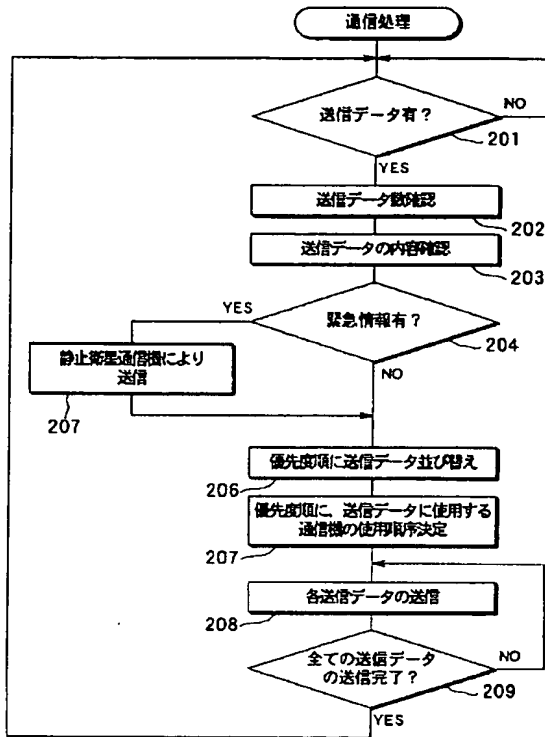 通信処理
送信データ有？
NO
201
YES
送信データ数確認
202
送信データの内容確認
203
YES
緊急情報有？
204
静止衛星通信機により
送信
207
NO
優先度順に送信データ並び替え
206
優先度順に、送信データに使用する
通信機の使用順序決定
207
各送信データの送信
208
全ての送信データ
の送信完了？
NO
209
YES